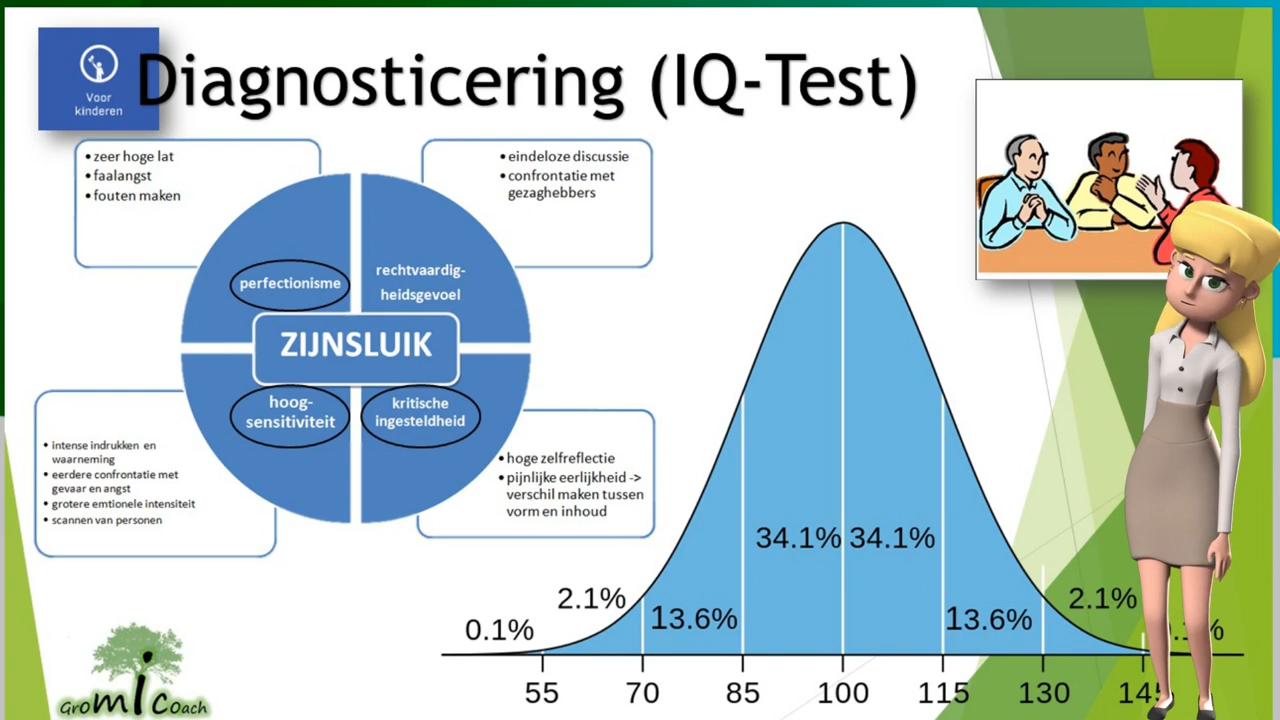 Voor
kinderen
Diagnosticering (IQ-Test)
• zeer hoge lat
• faalangst
• fouten maken
• eindeloze discussie
• confrontatie met
gezaghebbers
perfectionisme
rechtvaardig-
heidsgevoel
ZIJNSLUIK
hoog-
sensitiviteit
kritische
ingesteldheid
• intense indrukken en
waarneming
• eerdere confrontatie met
gevaar en angst
• grotere emtionele intensiteit
• scannen van personen
• hoge zelfreflectie
• pijnlijke eerlijkheid ->
verschil maken tussen
vorm en inhoud
34.1% 34.1%
2.1% 2.1%
13.6% 13.6%
0.1%
55 70 85 100 115 130 145
GroMiCoach